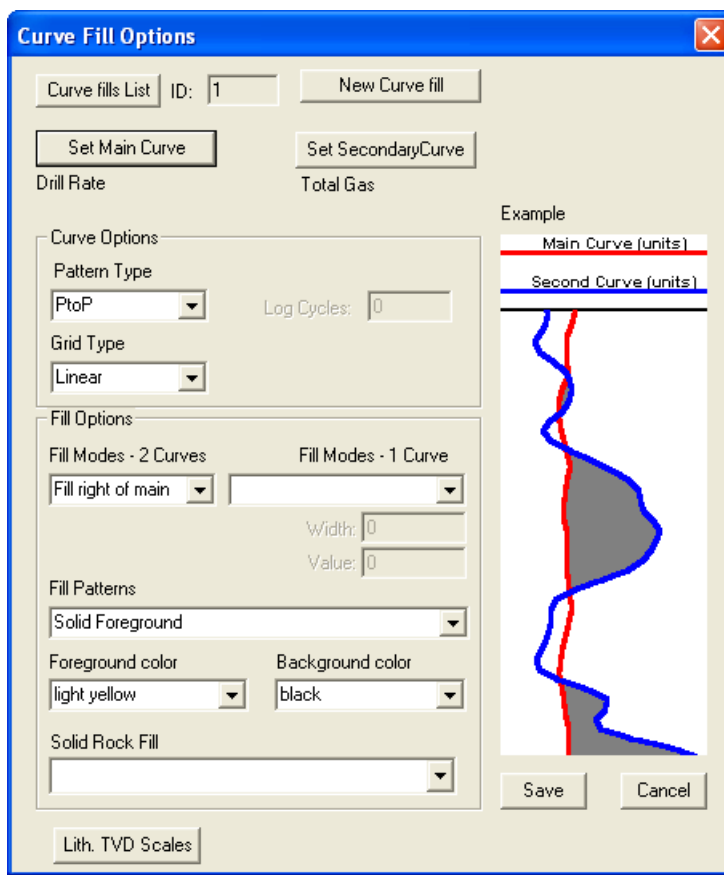 Curve Fill Options
Curve fills List ID: 1 New Curve fill
Set Main Curve Set SecondaryCurve
Drill Rate Total Gas
Example
Main Curve (units)
Second Curve (units)
Curve Options
Pattern Type
PtoP Log Cycles: 0
Grid Type
Linear
Fill Options
Fill Modes - 2 Curves Fill Modes - 1 Curve
Fill right of main
Width: 0
Value: 0
Fill Patterns
Solid Foreground
Foreground color Background color
light yellow black
Solid Rock Fill
Save Cancel
Lith. TVD Scales